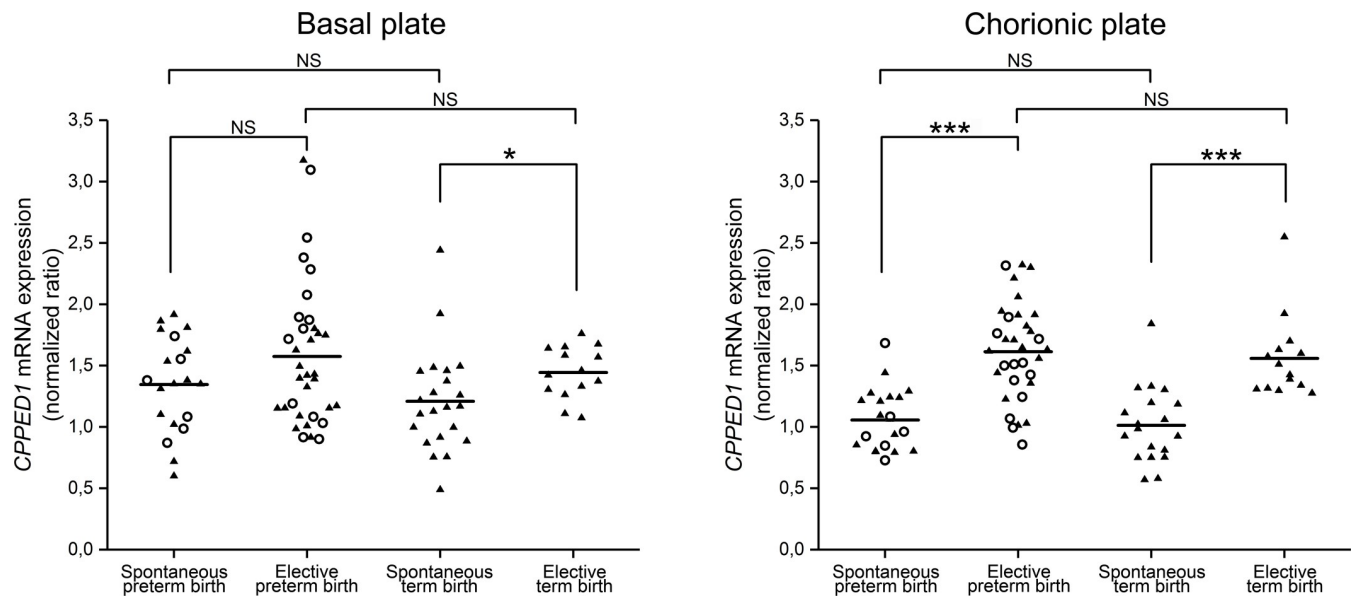 Basal plate
NS
NS
NS
*
3,5
3,0
2,5
2,0
1,5
1,0
0,5
0,0
CPPED1 mRNA expression
(normalized ratio)
Spontaneous
preterm birth
Elective
preterm birth
Spontaneous
term birth
Elective
term birth
Chorionic plate
NS
NS
***
***
3,5
3,0
2,5
2,0
1,5
1,0
0,5
0,0
CPPED1 mRNA expression
(normalized ratio)
Spontaneous
preterm birth
Elective
preterm birth
Spontaneous
term birth
Elective
term birth